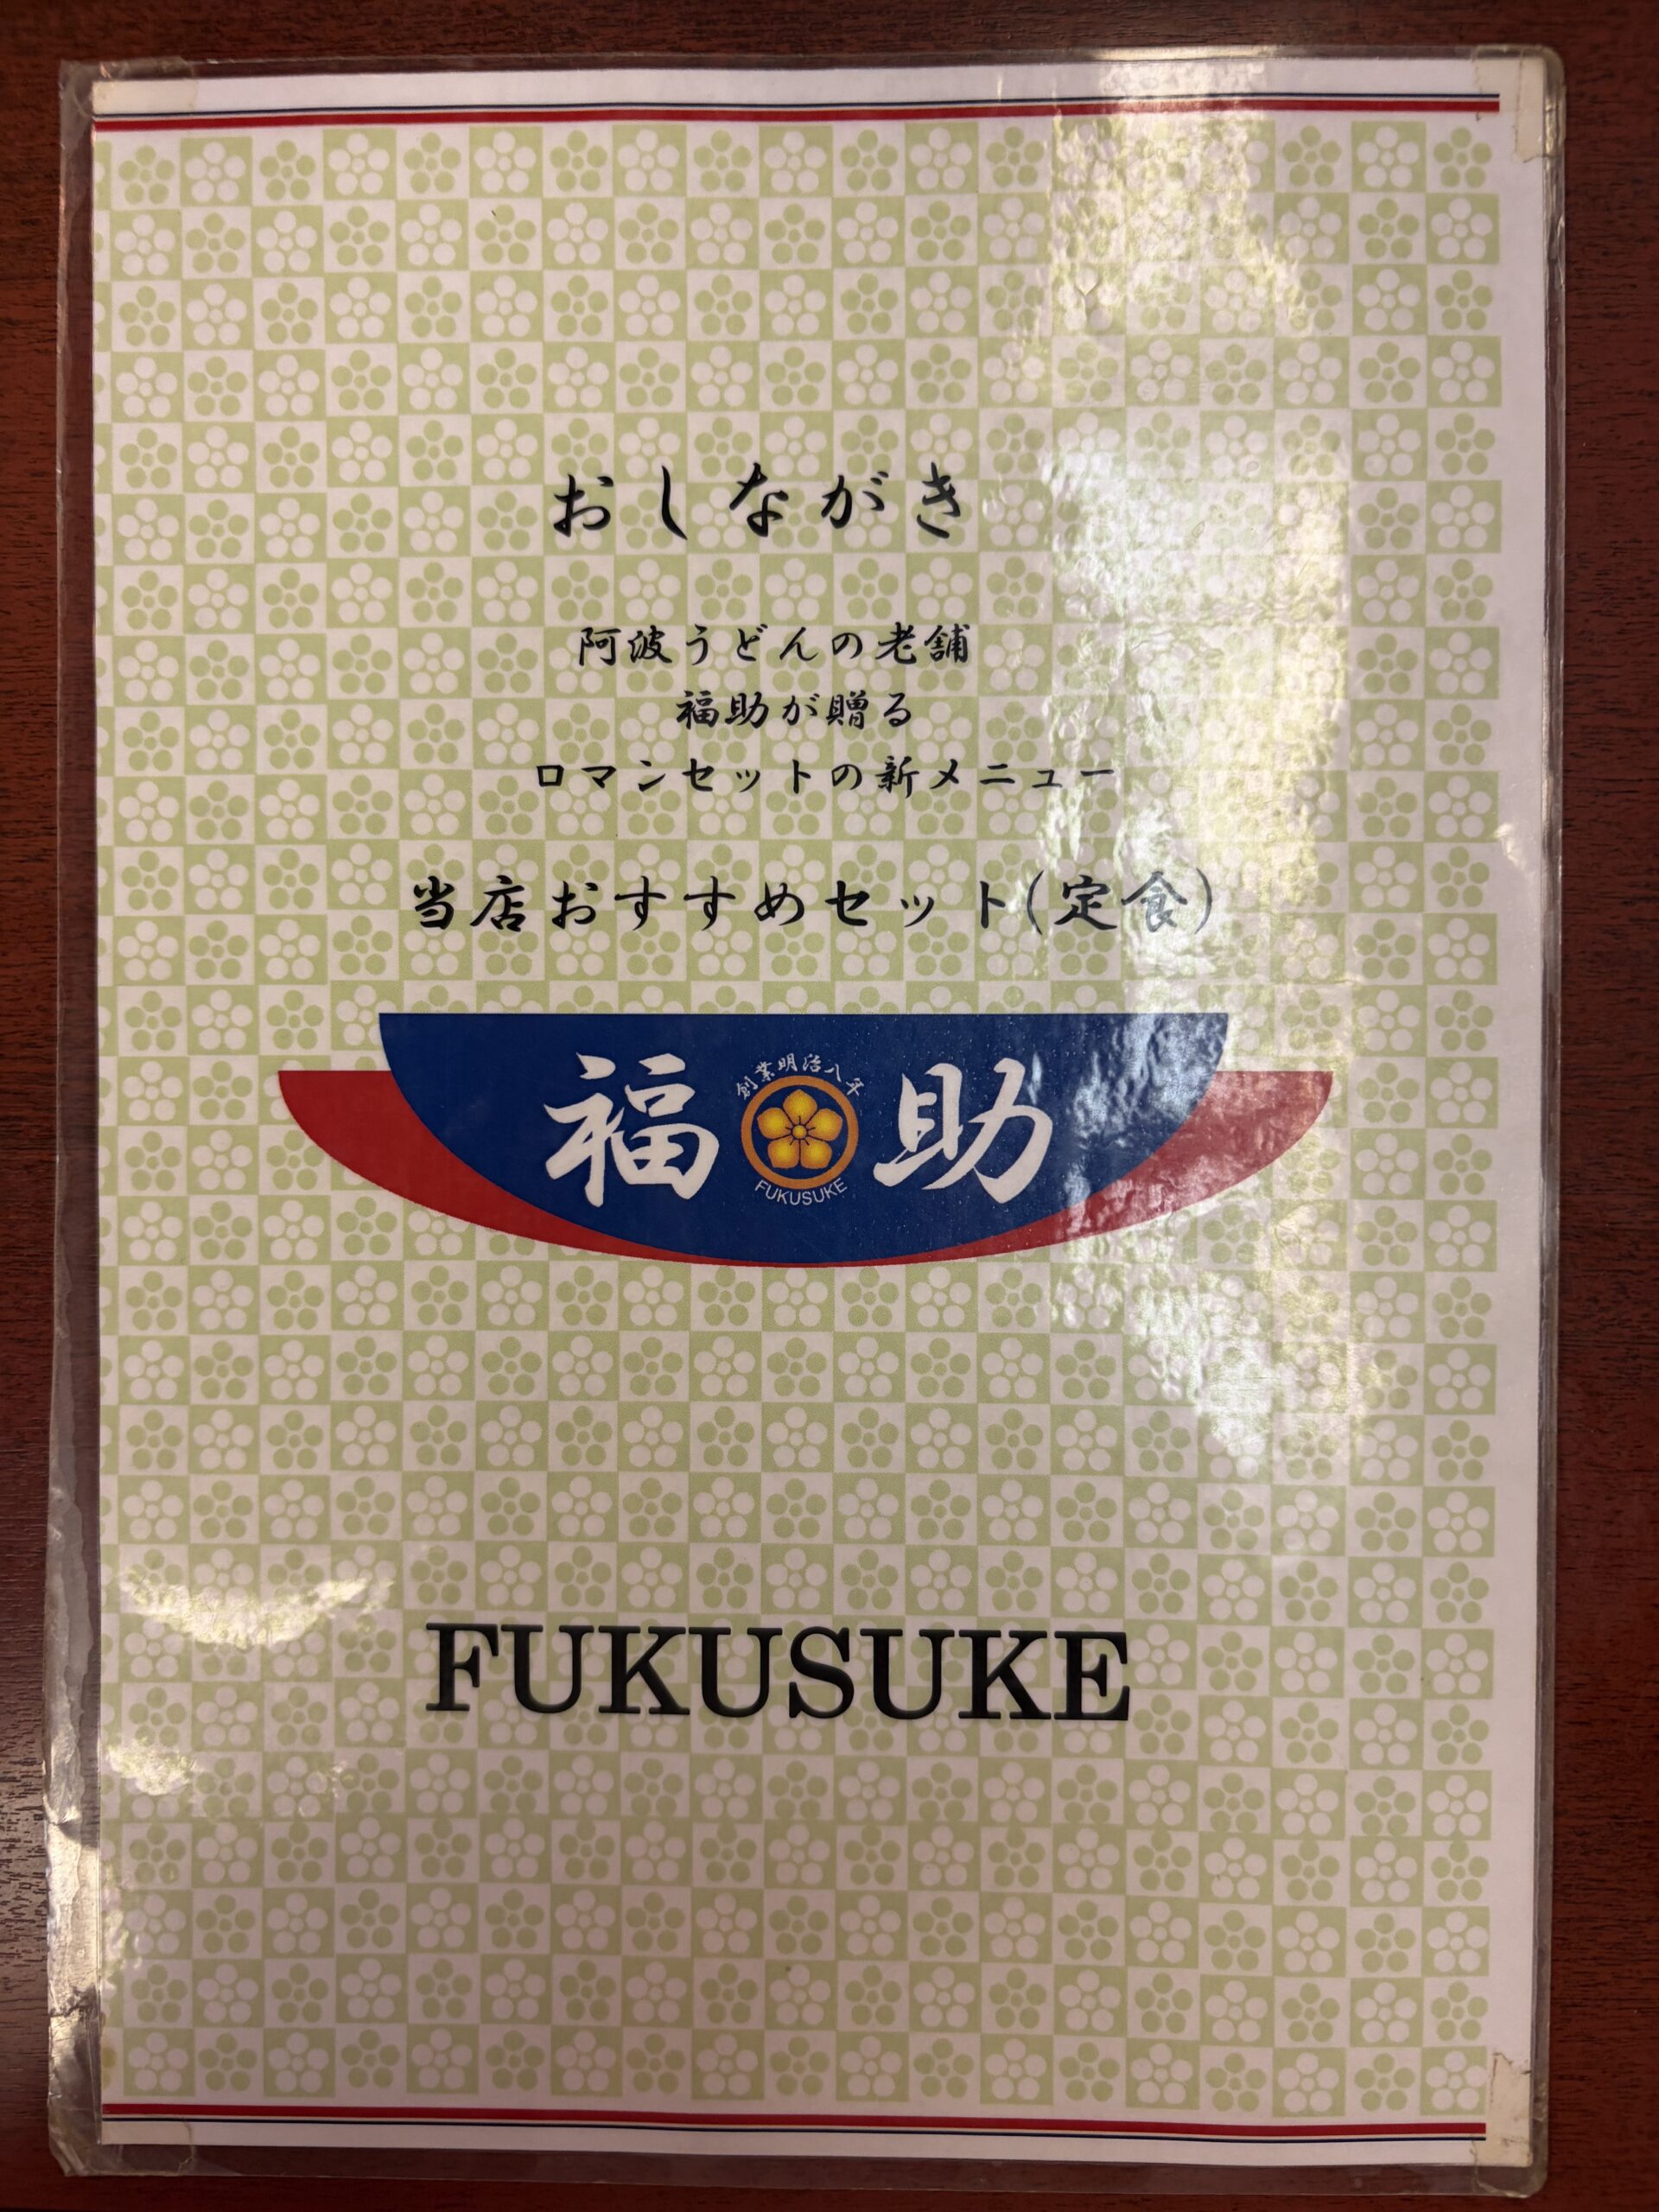 おしながき
阿波うどんの老舗
福助が贈る
ロマンセットの新メニュー
当店おすすめセット(定食)
創業明治八年
福助
FUKUSUKE
FUKUSUKE